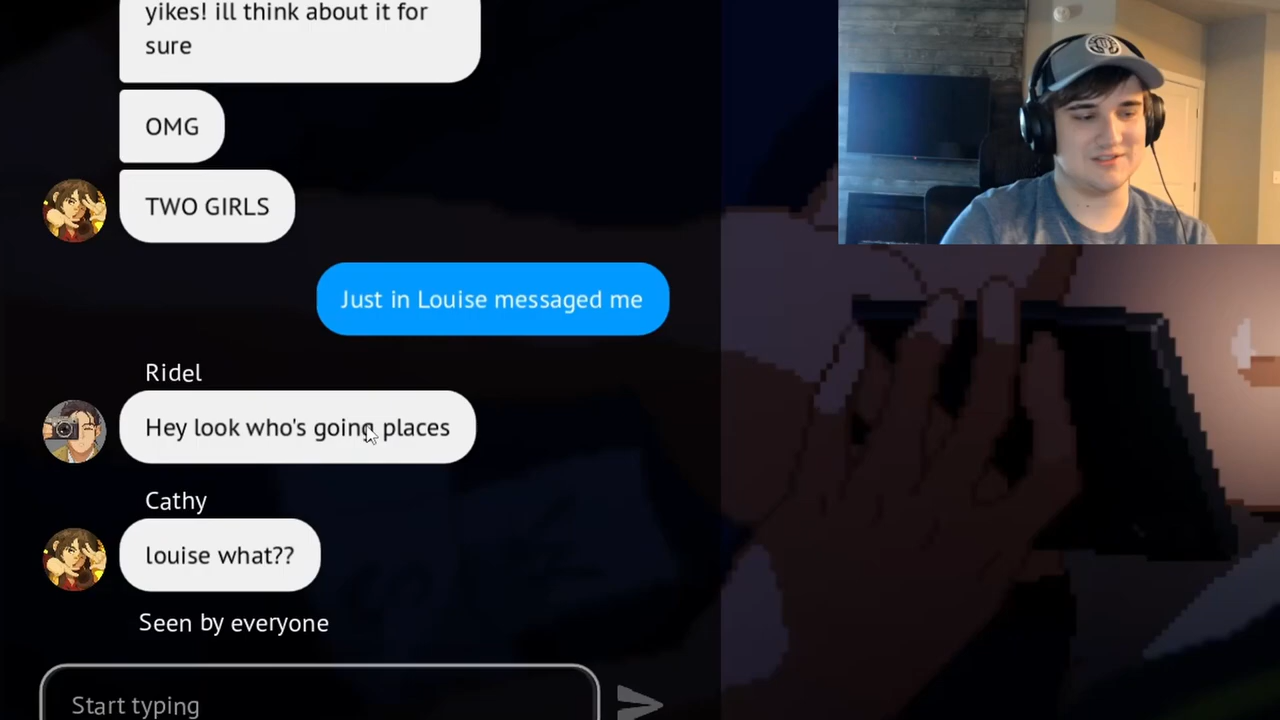 yikes! ill think about it for
sure
OMG
TWO GIRLS
Just in Louise messaged me
Ridel
Hey look who's going places
Cathy
louise what??
Seen by everyone
Start typing